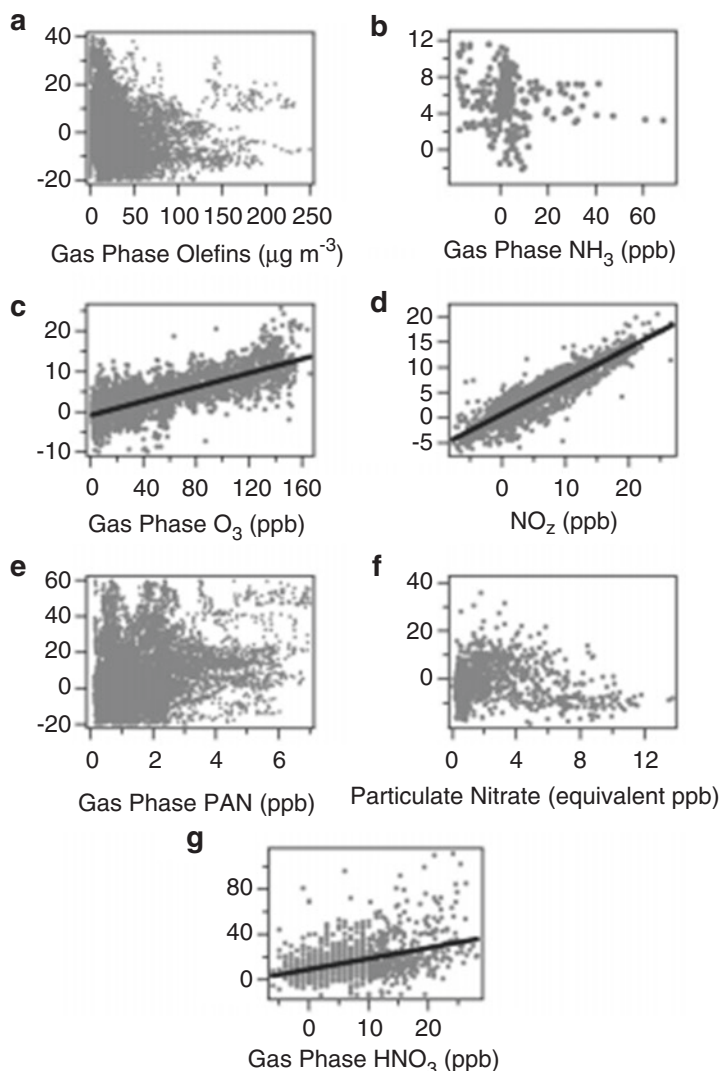 a
40
20
0
-20
0 50 100 150 200 250
Gas Phase Olefins (μg m⁻³)
b
12
8
4
0
0 20 40 60
Gas Phase NH₃ (ppb)
c
20
10
0
-10
0 40 80 120 160
Gas Phase O₃ (ppb)
d
20
15
10
5
0
-5
0 10 20
NO_z (ppb)
e
60
40
20
0
-20
0 2 4 6
Gas Phase PAN (ppb)
f
40
20
0
0 4 8 12
Particulate Nitrate (equivalent ppb)
g
80
40
0
0 10 20
Gas Phase HNO₃ (ppb)